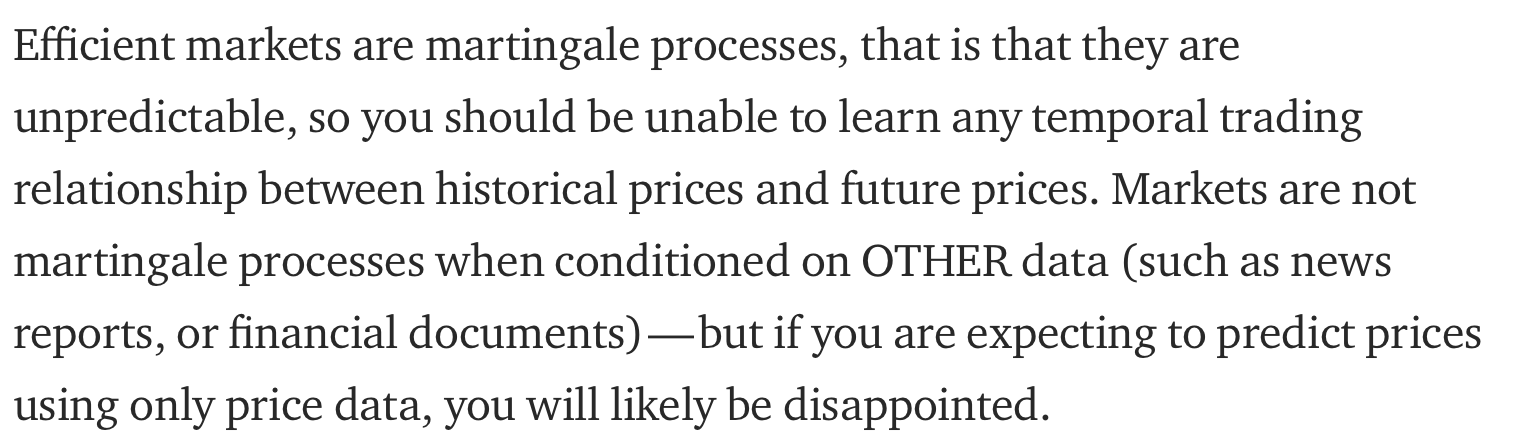 Efficient markets are martingale processes, that is that they are
unpredictable, so you should be unable to learn any temporal trading
relationship between historical prices and future prices. Markets are not
martingale processes when conditioned on OTHER data (such as news
reports, or financial documents) — but if you are expecting to predict prices
using only price data, you will likely be disappointed.